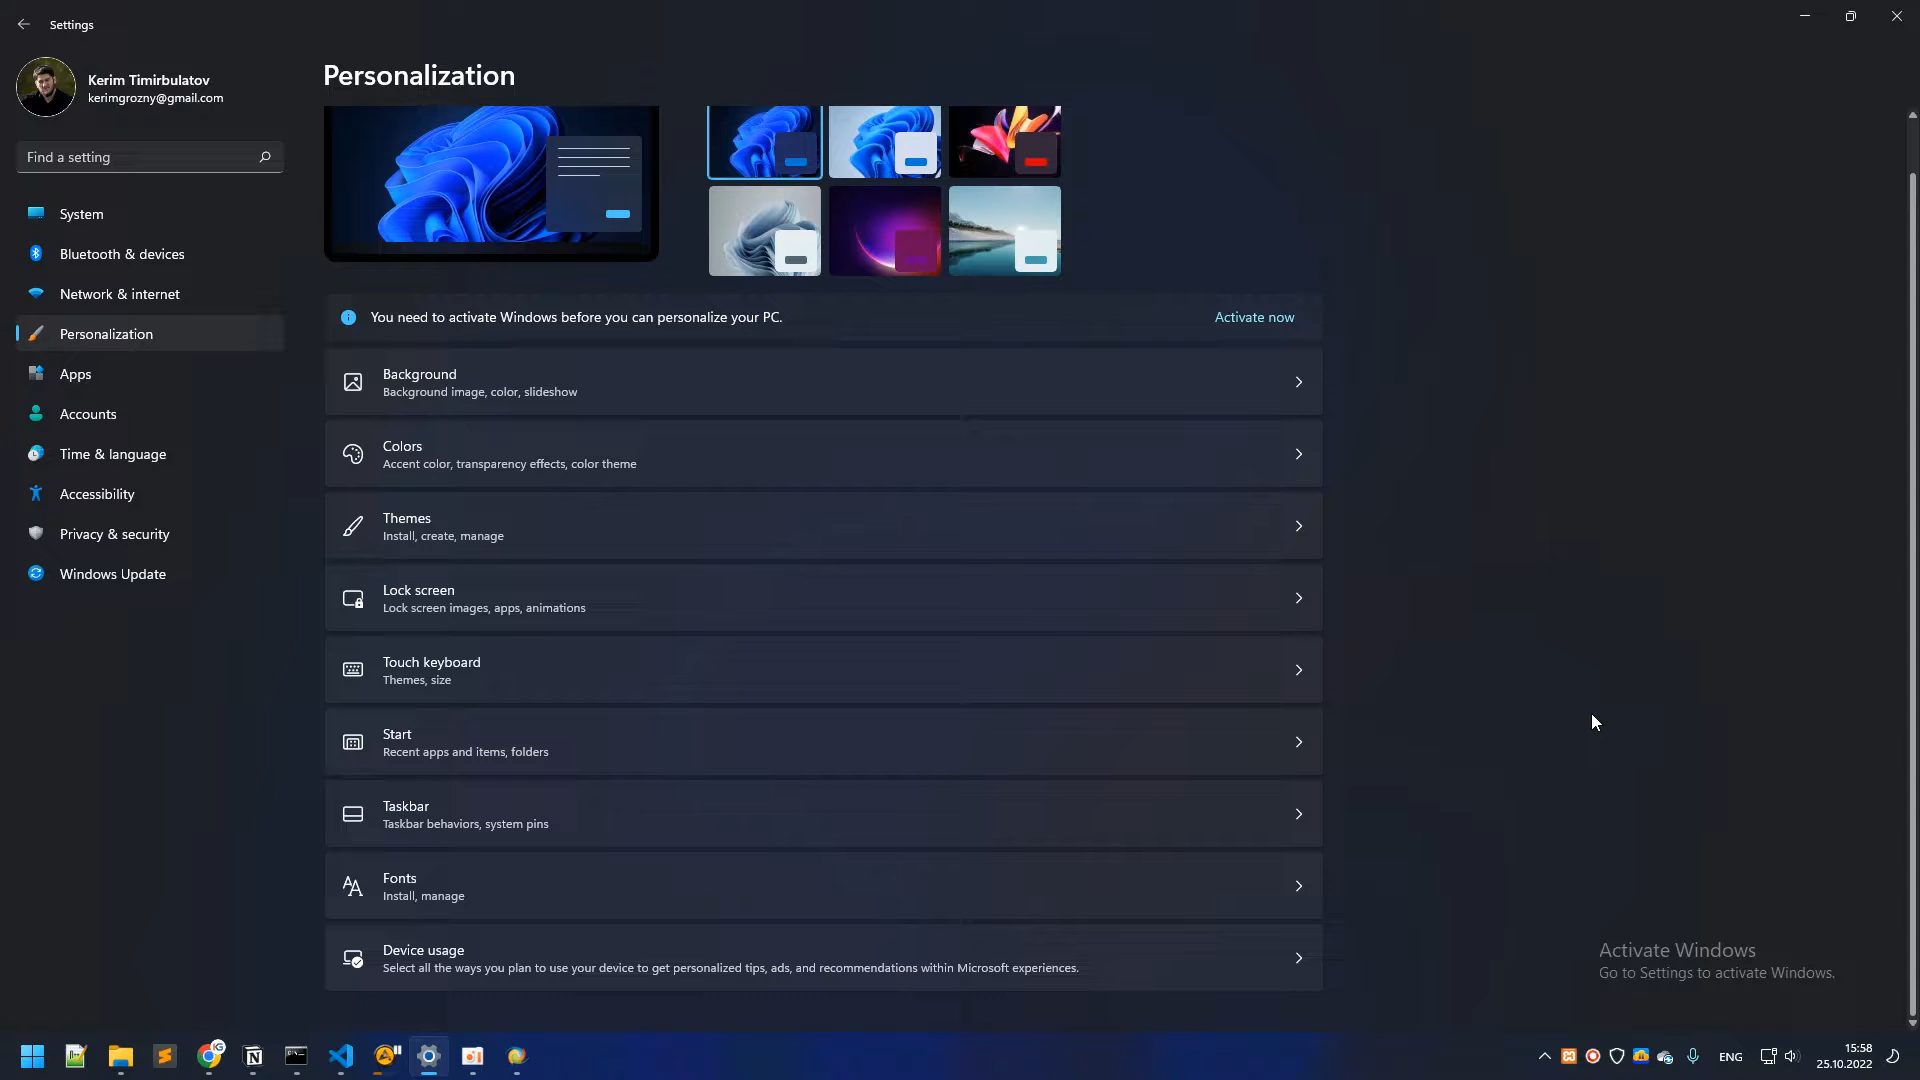 Settings
Kerim Timirbulatov
kerimgrozny@gmail.com
Find a setting
System
Bluetooth & devices
Network & internet
Personalization
Apps
Accounts
Time & language
Accessibility
Privacy & security
Windows Update
Personalization
You need to activate Windows before you can personalize your PC.
Activate now
Background
Background image, color, slideshow
Colors
Accent color, transparency effects, color theme
Themes
Install, create, manage
Lock screen
Lock screen images, apps, animations
Touch keyboard
Themes, size
Start
Recent apps and items, folders
Taskbar
Taskbar behaviors, system pins
Fonts
Install, manage
Device usage
Select all the ways you plan to use your device to get personalized tips, ads, and recommendations within Microsoft experiences.
Activate Windows
Go to Settings to activate Windows.
ENG
15:58
25.10.2022